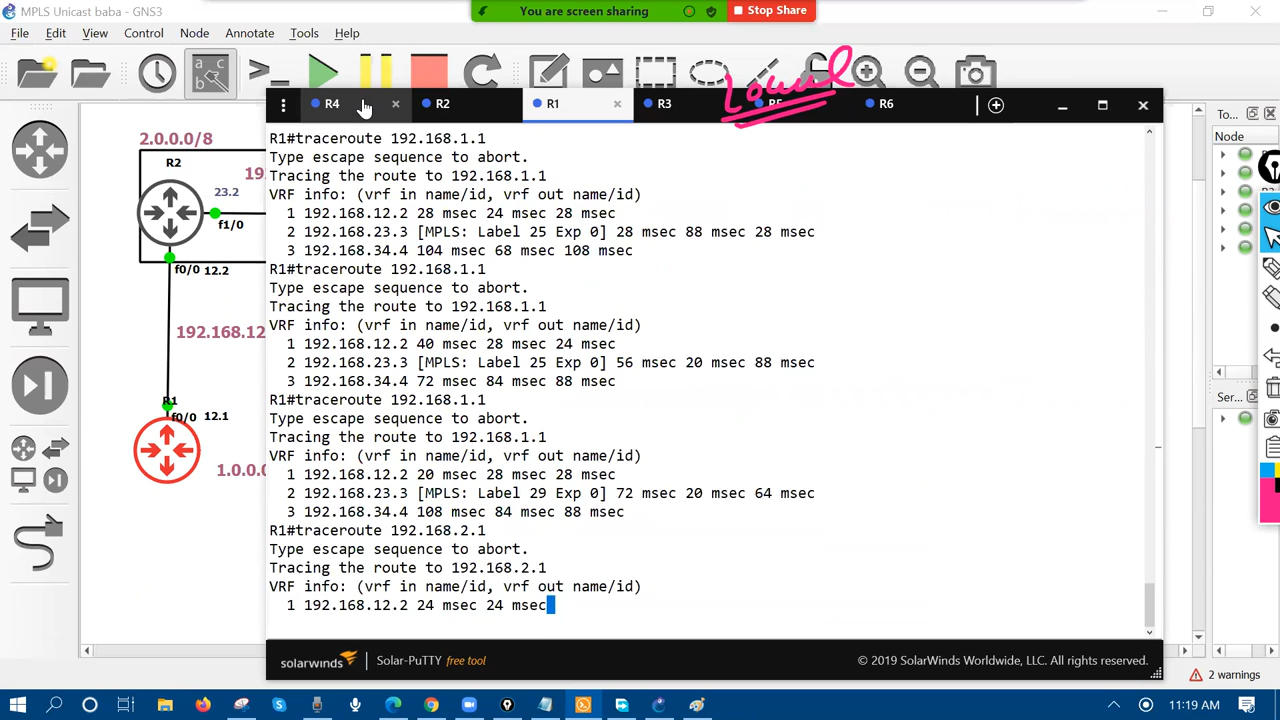 MPLS Unicast baba - GNS3
You are screen sharing
Stop Share
File Edit View Control Node Annotate Tools Help
R4 R2 R1 R3 R5 R6
R1#traceroute 192.168.1.1
Type escape sequence to abort.
Tracing the route to 192.168.1.1
VRF info: (vrf in name/id, vrf out name/id)
1 192.168.12.2 28 msec 24 msec 28 msec
2 192.168.23.3 [MPLS: Label 25 Exp 0] 28 msec 88 msec 28 msec
3 192.168.34.4 104 msec 68 msec 108 msec
R1#traceroute 192.168.1.1
Type escape sequence to abort.
Tracing the route to 192.168.1.1
VRF info: (vrf in name/id, vrf out name/id)
1 192.168.12.2 40 msec 28 msec 24 msec
2 192.168.23.3 [MPLS: Label 25 Exp 0] 56 msec 20 msec 88 msec
3 192.168.34.4 72 msec 84 msec 88 msec
R1#traceroute 192.168.1.1
Type escape sequence to abort.
Tracing the route to 192.168.1.1
VRF info: (vrf in name/id, vrf out name/id)
1 192.168.12.2 20 msec 28 msec 28 msec
2 192.168.23.3 [MPLS: Label 29 Exp 0] 72 msec 20 msec 64 msec
3 192.168.34.4 108 msec 84 msec 88 msec
R1#traceroute 192.168.2.1
Type escape sequence to abort.
Tracing the route to 192.168.2.1
VRF info: (vrf in name/id, vrf out name/id)
1 192.168.12.2 24 msec 24 msec
solarwinds Solar-PuTTY free tool
© 2019 SolarWinds Worldwide, LLC. All rights reserved.
2.0.0.0/8
R2
19
23.2
f1/0
f0/0 12.2
192.168.12
R1
f0/0 12.1
1.0.0.0
To...
Node
Ser...
2 warnings
11:19 AM